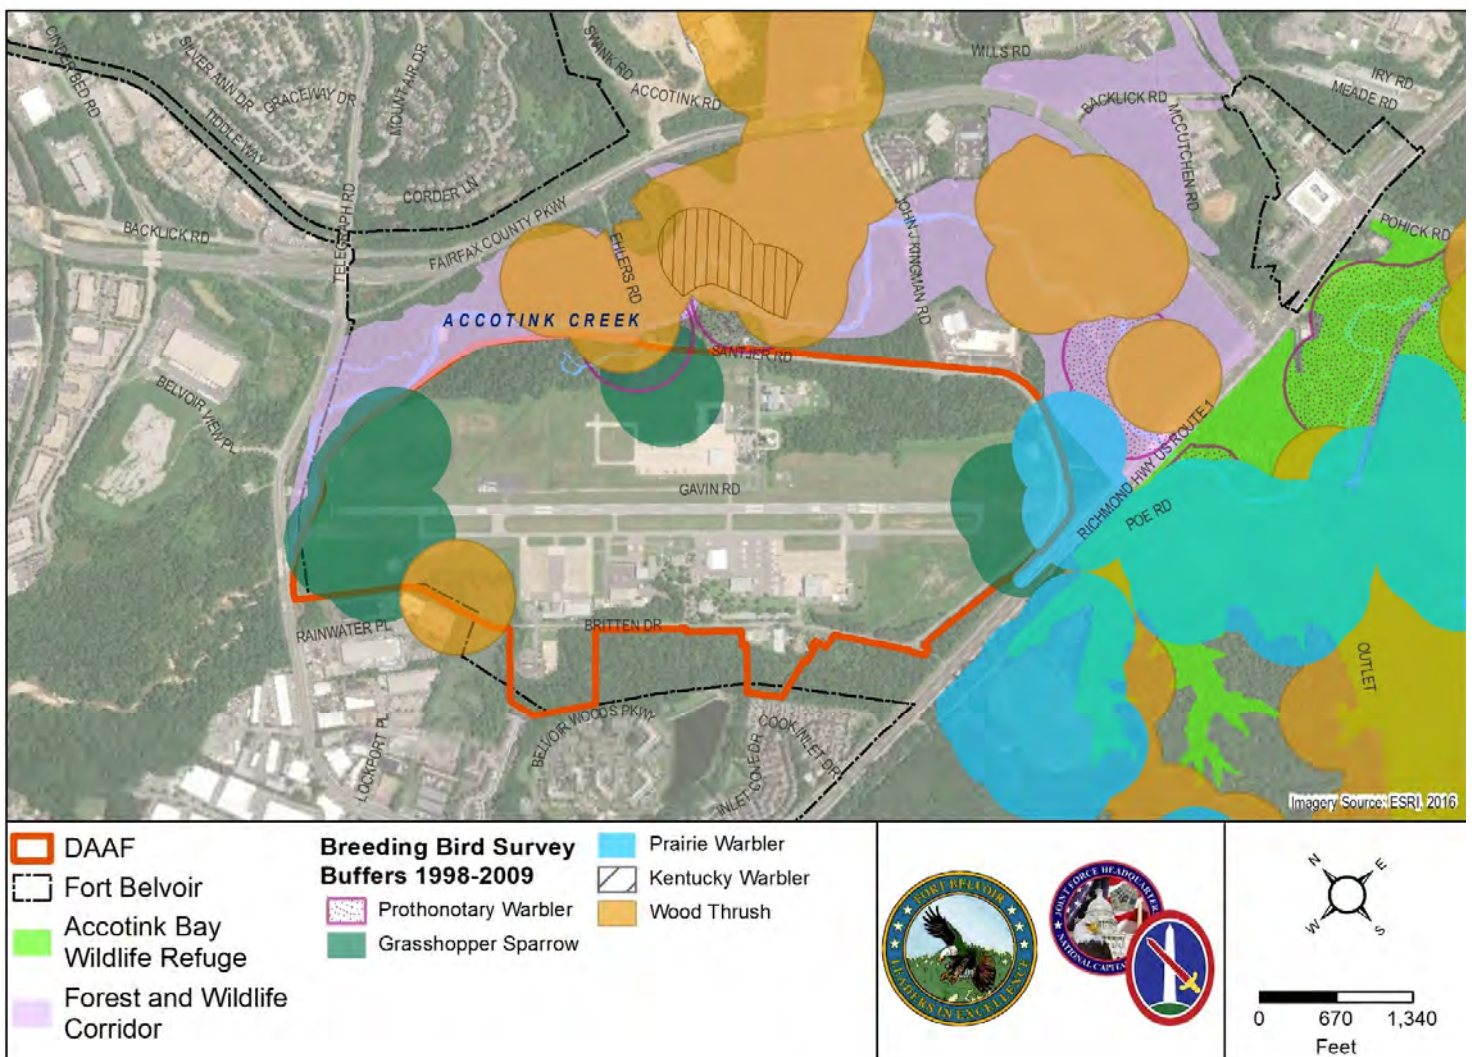 CINDER BED RD
SILVER ANN DR
GRACEWAY DR
TIDDLE WAY
MOUNTAIR DR
CORDER LN
SWANK RD
ACCOTINK RD
WILLS RD
BACKLICK RD
IRY RD
MEADE RD
MCCUTCHEN RD
POHICK RD
BACKLICK RD
TELEGRAPH RD
FAIRFAX COUNTY PKWY
EHLERS RD
JOHN J KINGMAN RD
ACCOTINK CREEK
SANTJER RD
BELVOIR VIEW PL
GAVIN RD
RICHMOND HWY US ROUTE 1
POE RD
RAINWATER PL
BRITTEN DR
OUTLET
LOCKPORT PL
BELVOIR WOODS PKWY
INLET COVE DR
COOK INLET DR
Imagery Source: ESRI, 2016
DAAF
Fort Belvoir
Accotink Bay
Wildlife Refuge
Forest and Wildlife
Corridor
Breeding Bird Survey
Buffers 1998-2009
Prothonotary Warbler
Grasshopper Sparrow
Prairie Warbler
Kentucky Warbler
Wood Thrush
FORT BELVOIR
LEADERS IN EXCELLENCE
JOINT FORCE HEADQUARTERS
NATIONAL CAPITAL
N
E
W
S
0 670 1,340
Feet